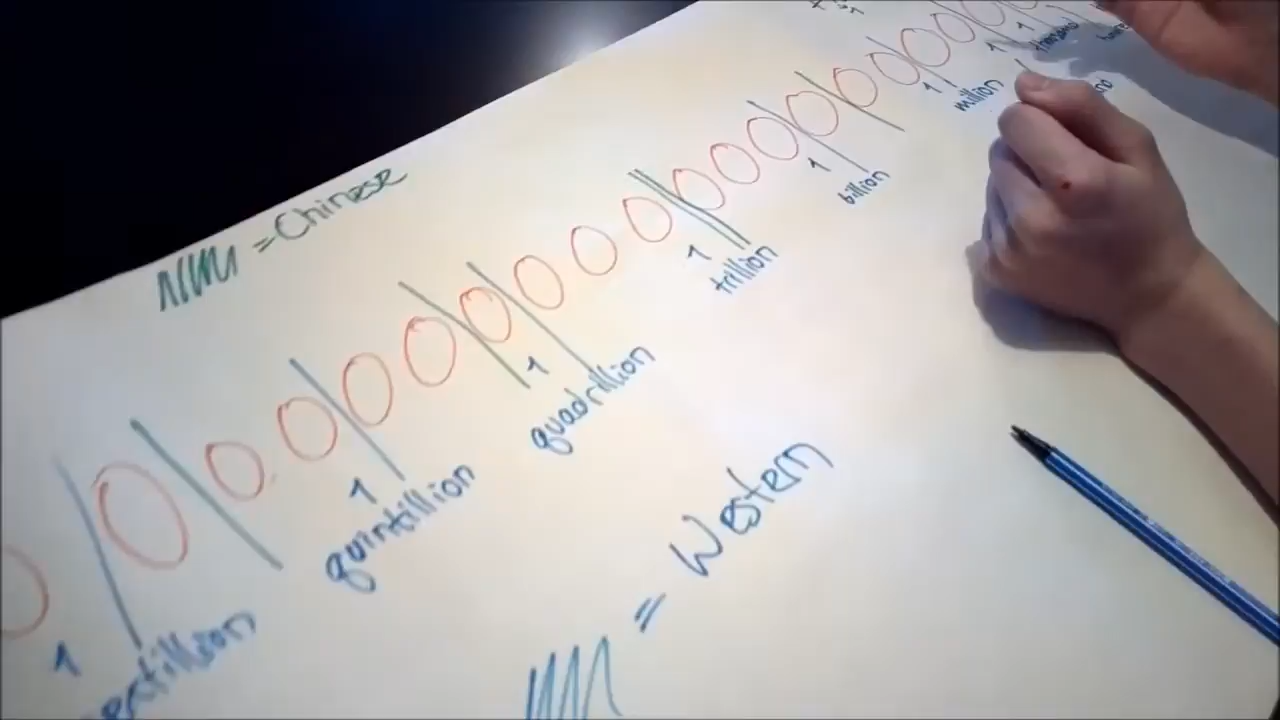 = Chinese
1 million
1 billion
1 trillion
1 quadrillion
1 quintillion
1
= Western